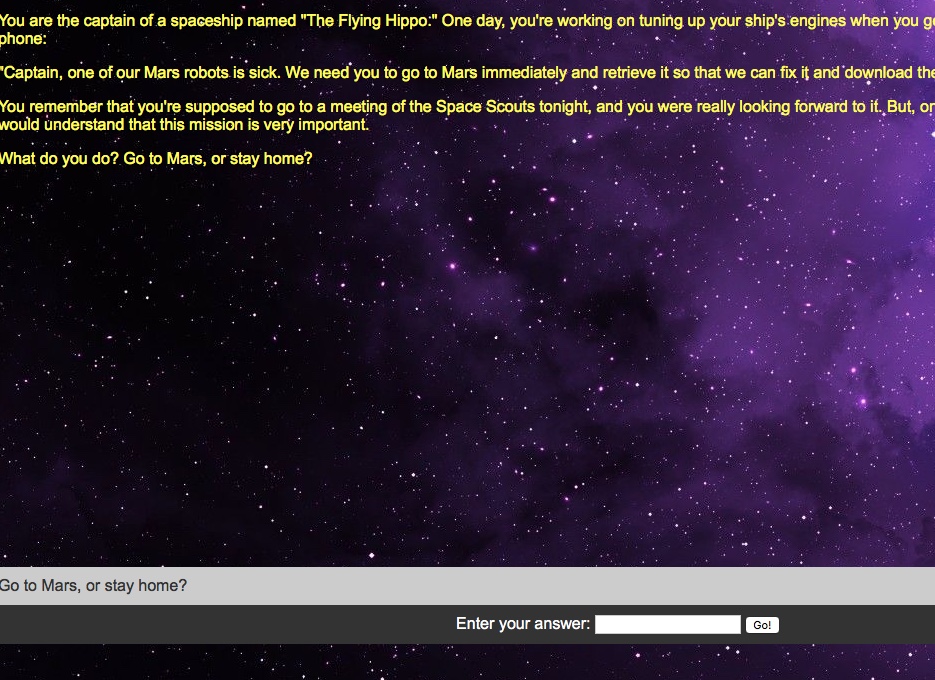 You are the captain of a spaceship named "The Flying Hippo." One day, you're working on tuning up your ship's engines when you
phone:
"Captain, one of our Mars robots is sick. We need you to go to Mars immediately and retrieve it so that we can fix it and download
You remember that you're supposed to go to a meeting of the Space Scouts tonight, and you were really looking forward to it. But,
would understand that this mission is very important.
What do you do? Go to Mars, or stay home?
Go to Mars, or stay home?
Enter your answer: Go!